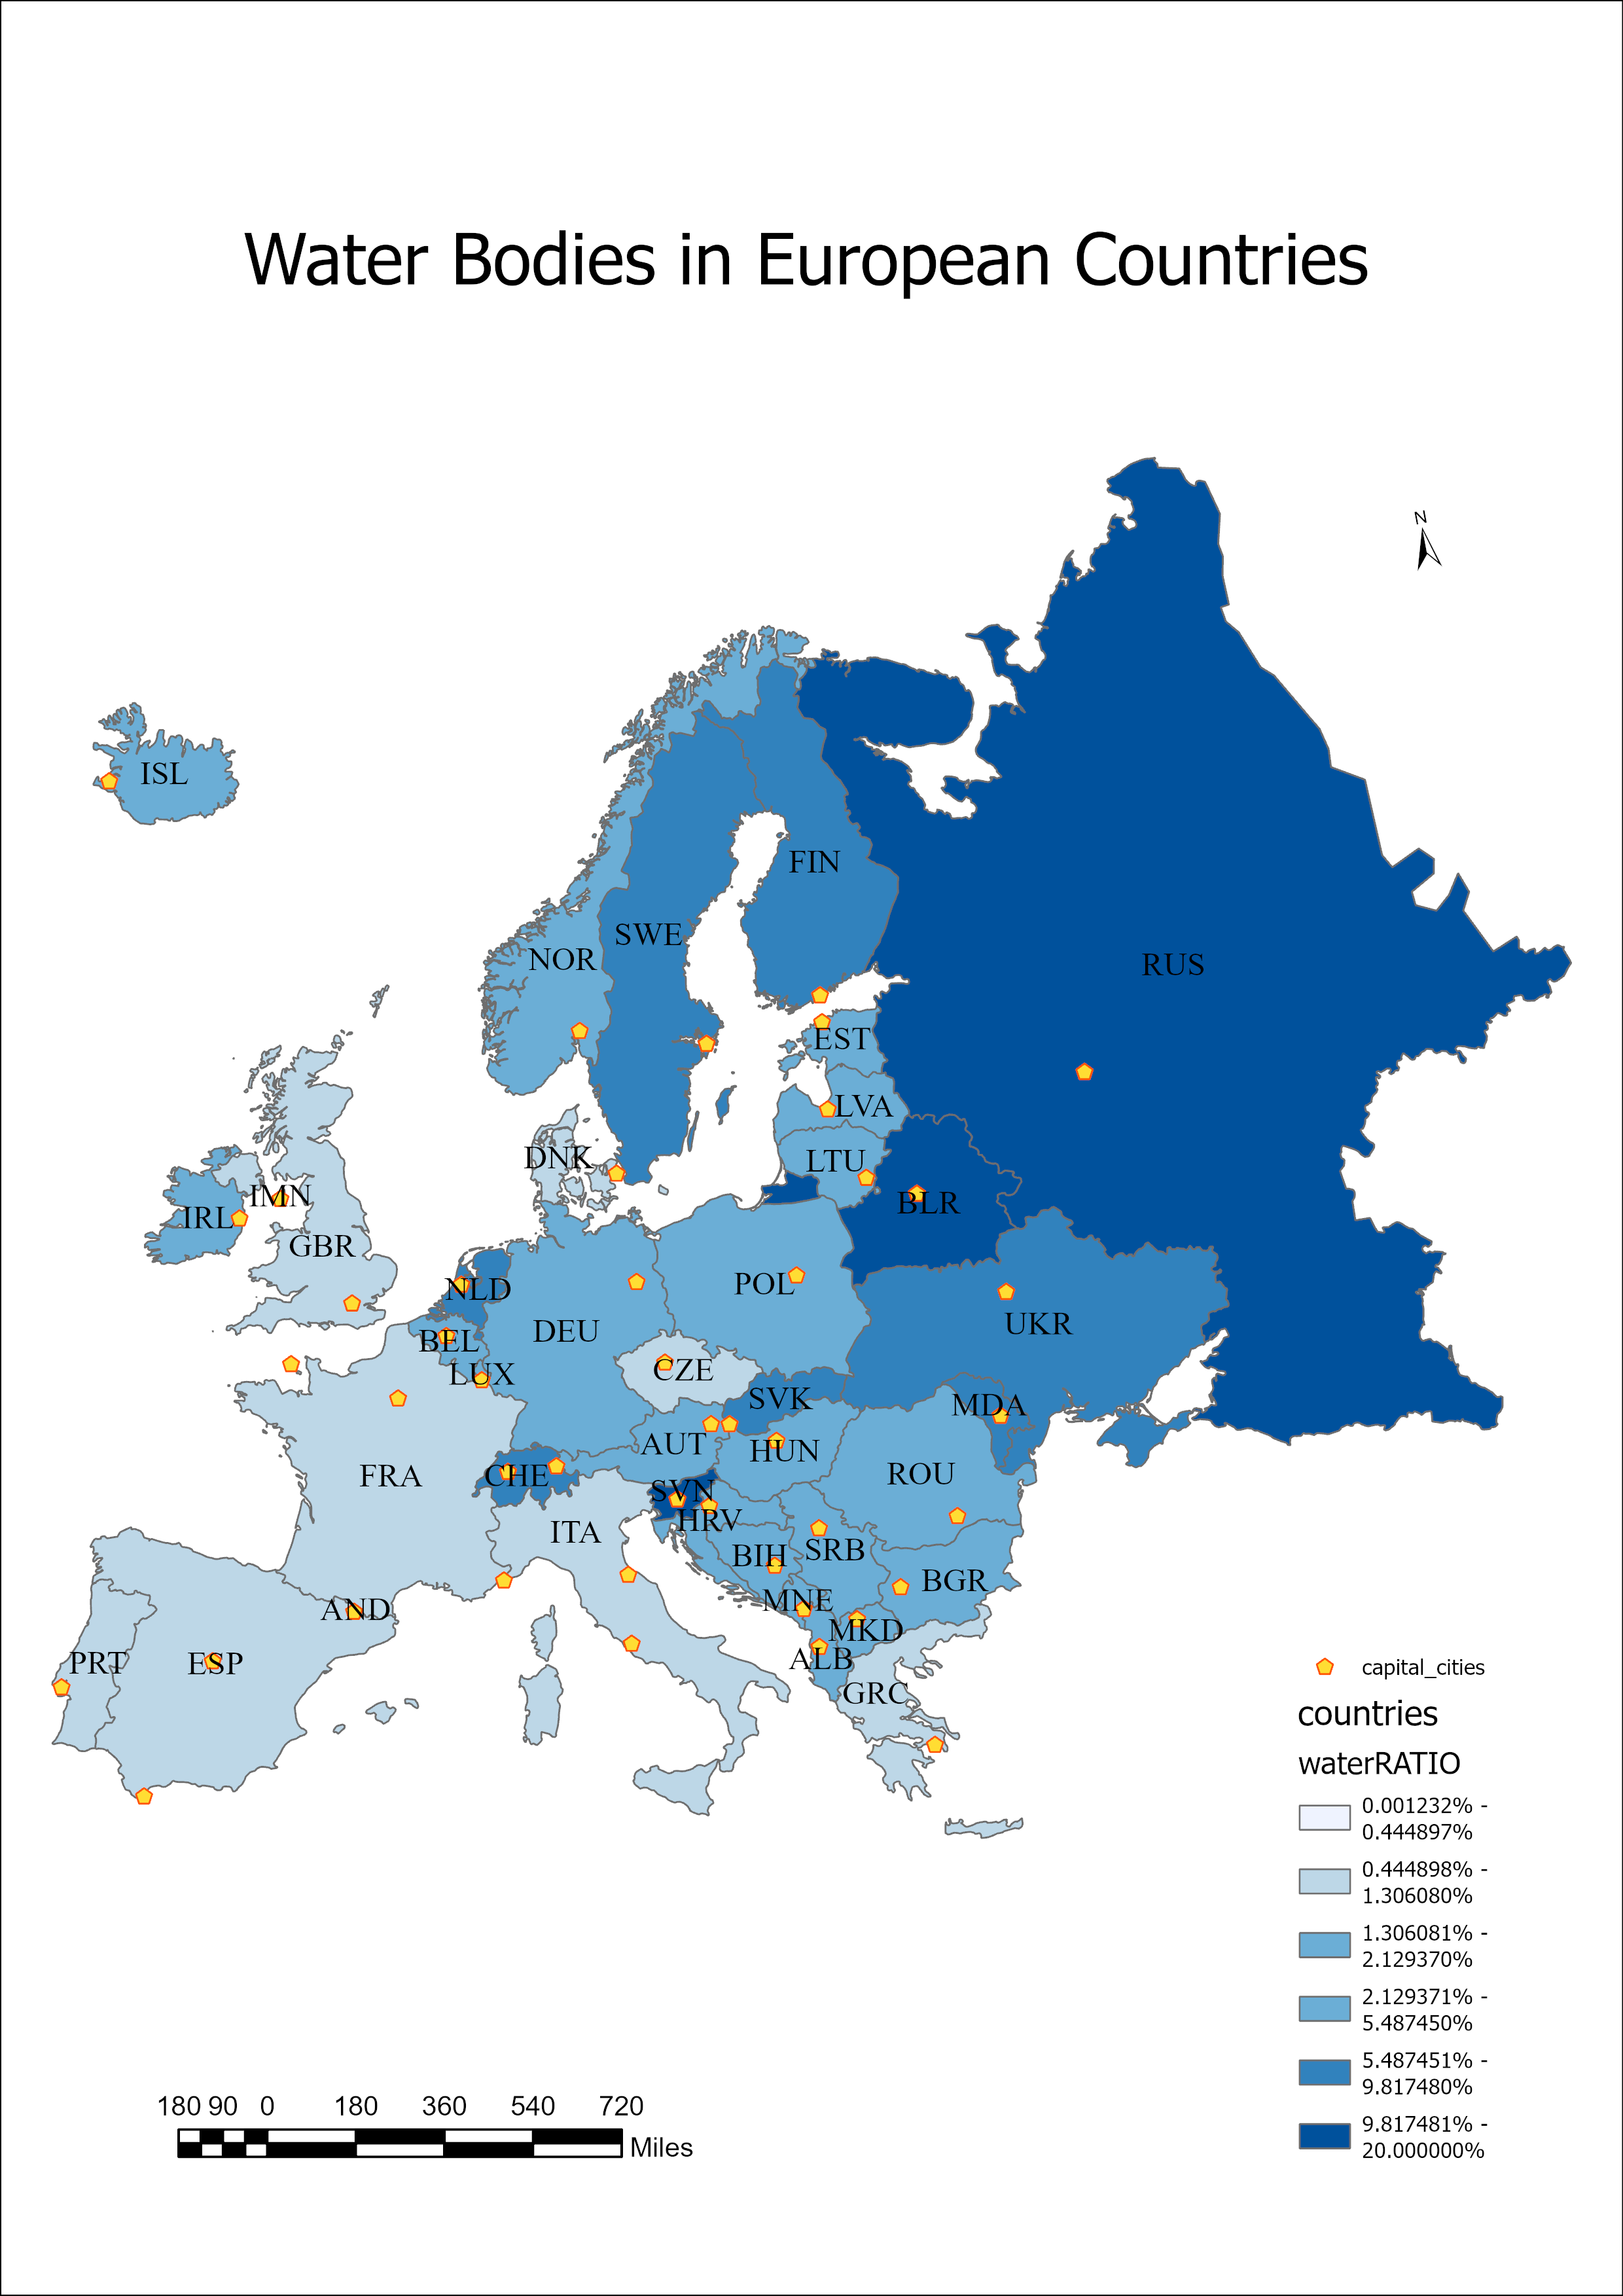 Water Bodies in European Countries
N
ISL
FIN
SWE
NOR
RUS
EST
LVA
DNK
LTU
IMN
BLR
IRL
GBR
NLD
POL
DEU
UKR
BEL
LUX
CZE
SVK
MDA
AUT
HUN
FRA
CHE
ROU
SVN
HRV
ITA
BIH
SRB
BGR
MNE
AND
MKD
PRT
ESP
ALB
GRC
capital_cities
countries
waterRATIO
0.001232% -
0.444897%
0.444898% -
1.306080%
1.306081% -
2.129370%
2.129371% -
5.487450%
5.487451% -
9.817480%
9.817481% -
20.000000%
180 90 0 180 360 540 720
Miles